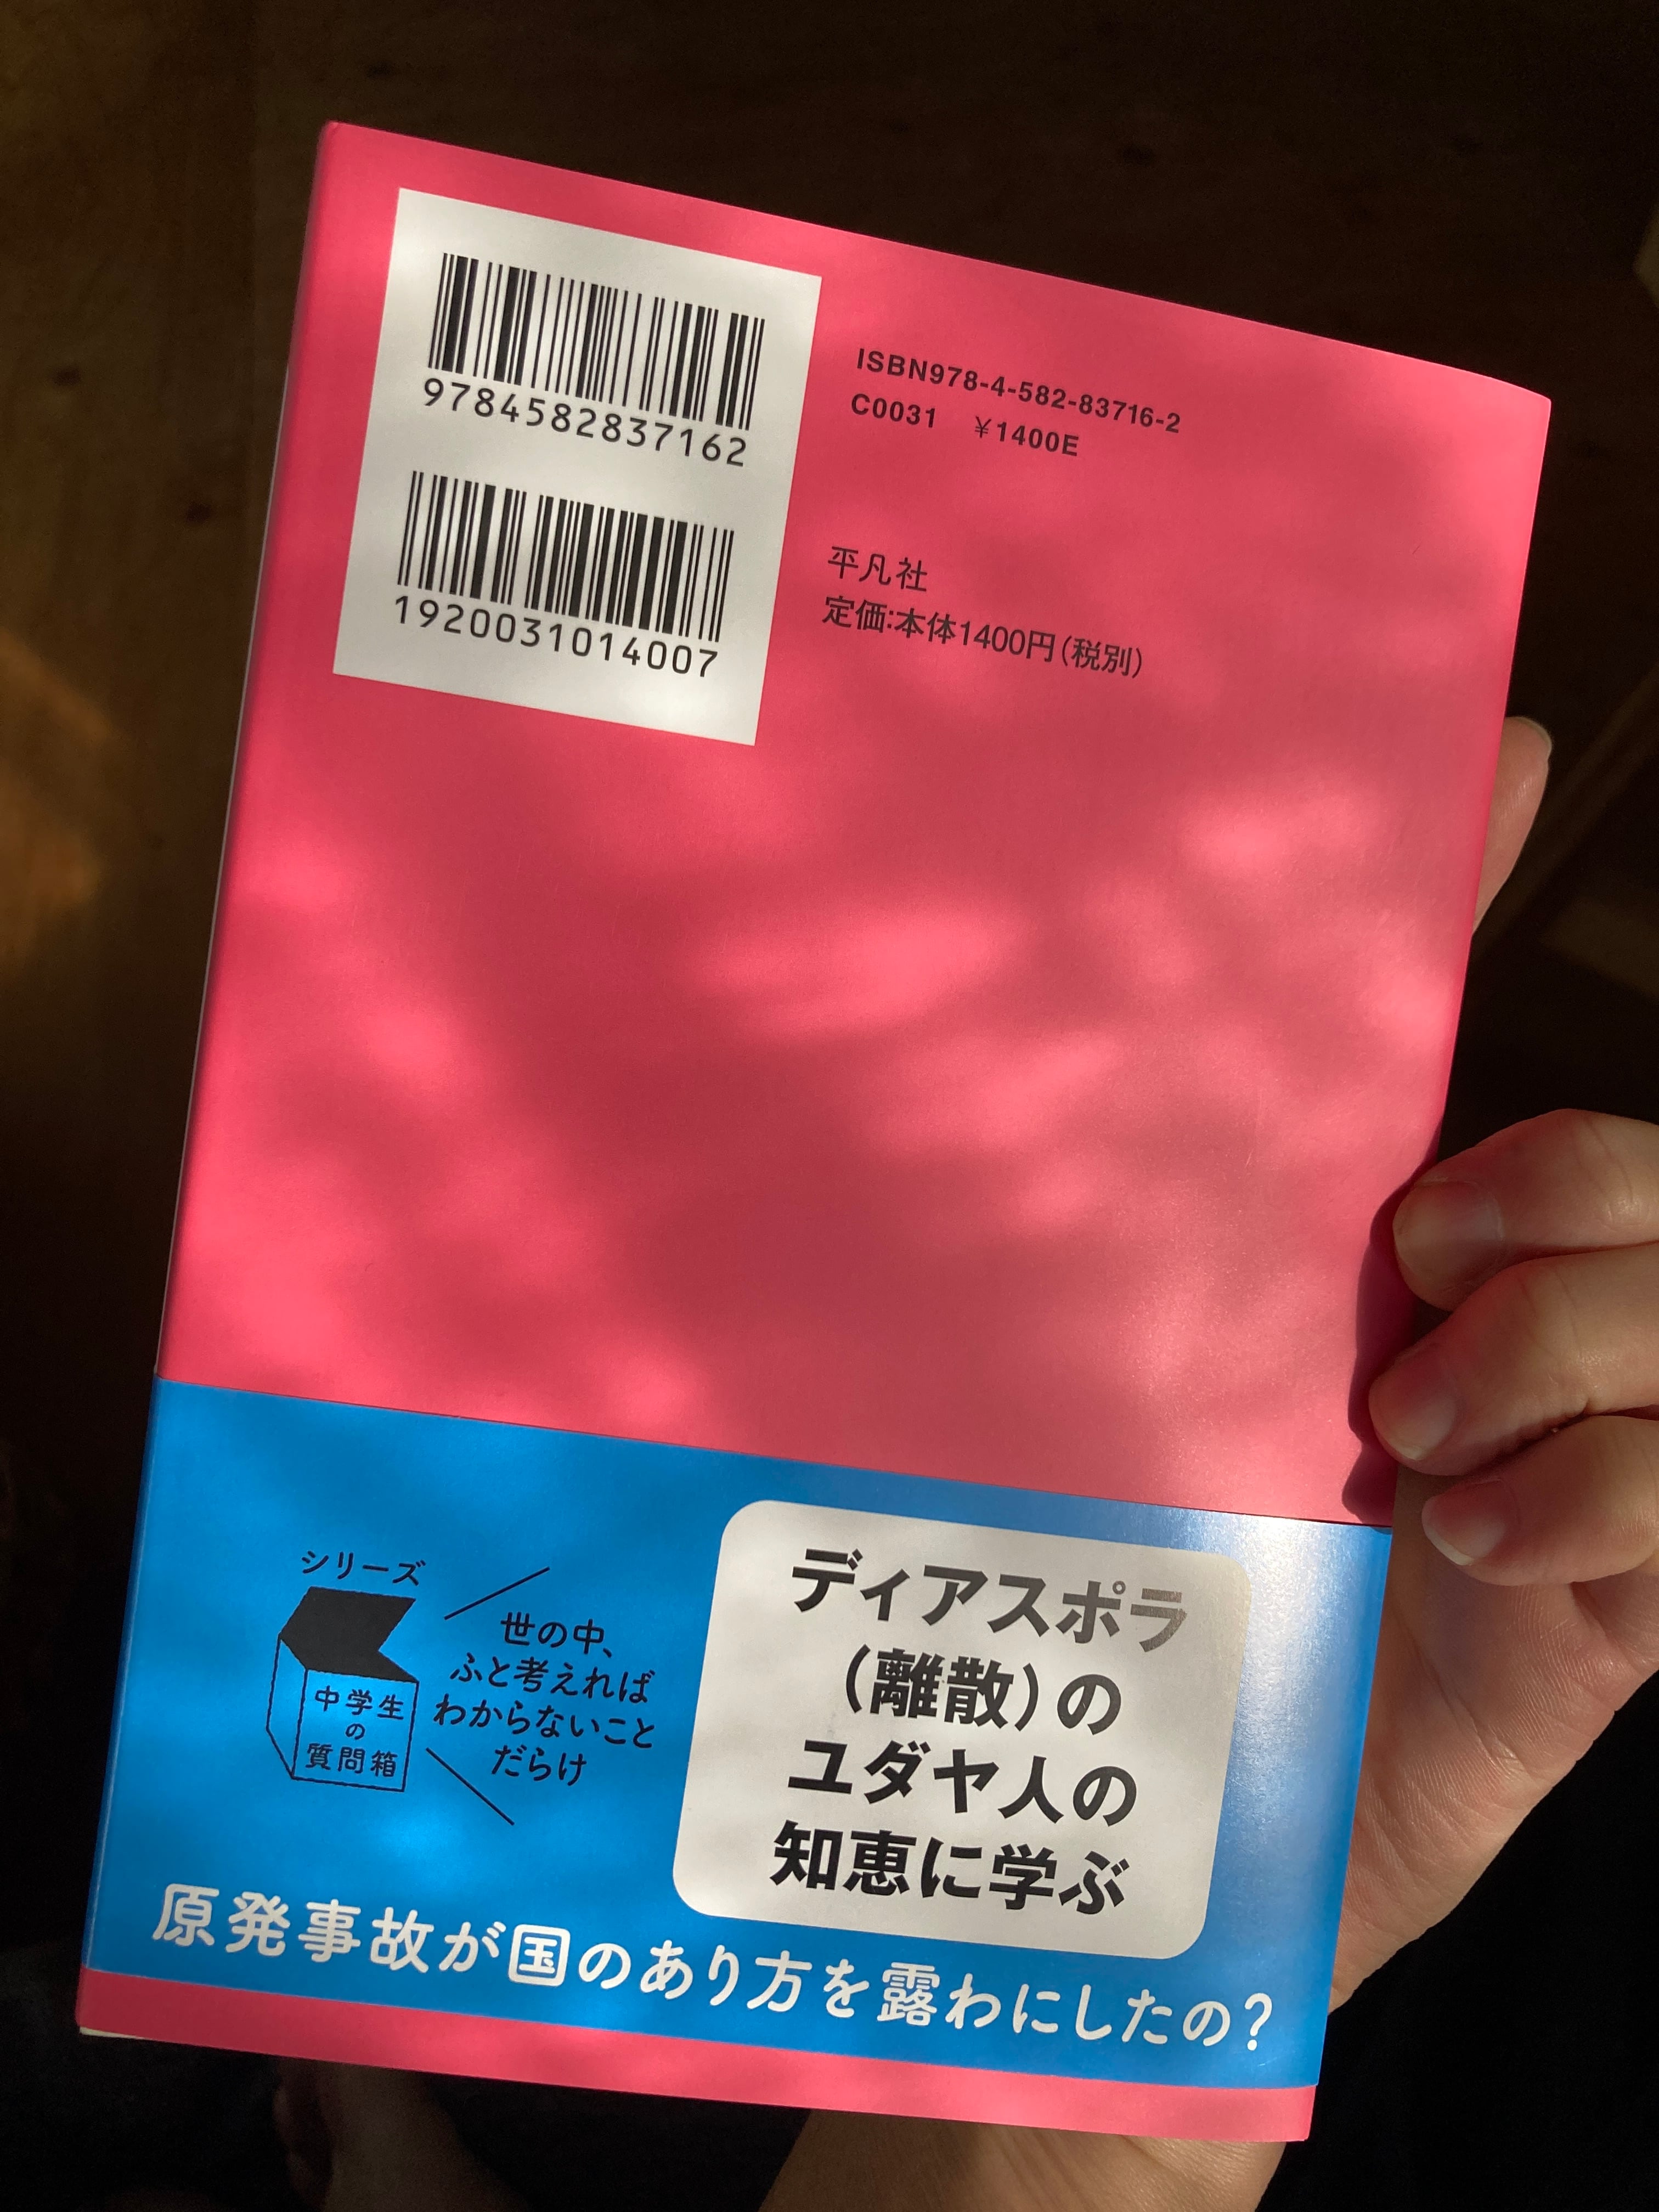 9784582837162
1920031014007
ISBN978-4-582-83716-2
C0031　¥1400E
平凡社
定価:本体1400円(税別)
シリーズ
中学生
の
質問箱
世の中、
ふと考えれば
わからないこと
だらけ
ディアスポラ
(離散)の
ユダヤ人の
知恵に学ぶ
原発事故が国のあり方を露わにしたの?